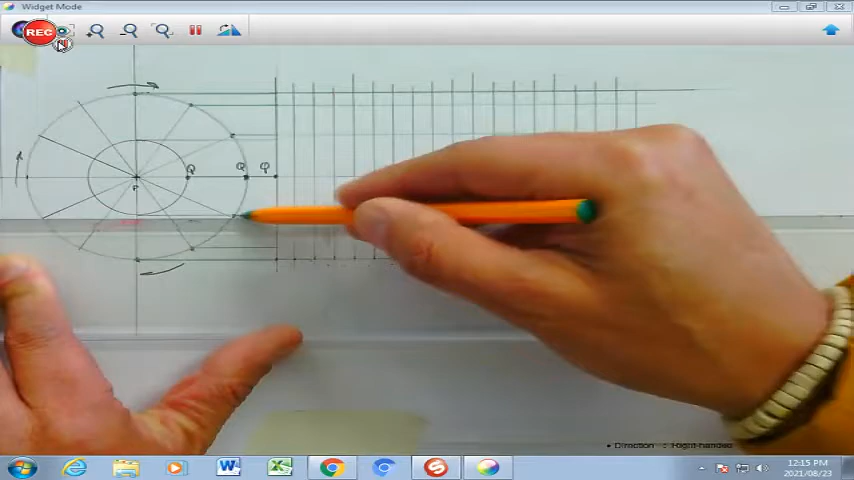 Widget Mode
REC
Q Q Q
P
• Direction : Right-handed
12:15 PM
2021/08/23